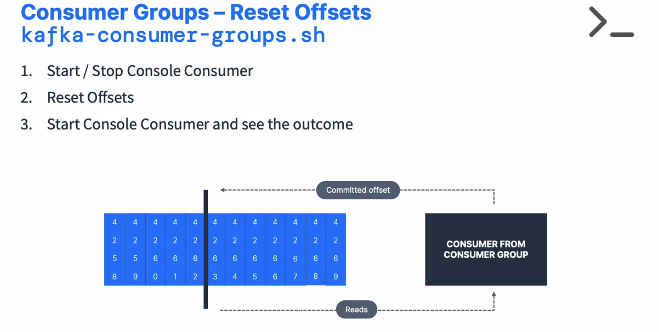 Consumer Groups – Reset Offsets
kafka-consumer-groups.sh
1. Start / Stop Console Consumer
2. Reset Offsets
3. Start Console Consumer and see the outcome
Committed offset
4 4 4 4 4 4 4 4 4 4 4 4
2 2 2 2 2 2 2 2 2 2 2 2
5 5 6 6 6 6 6 6 6 6 6 6
8 9 0 1 2 3 4 5 6 7 8 9
CONSUMER FROM
CONSUMER GROUP
Reads